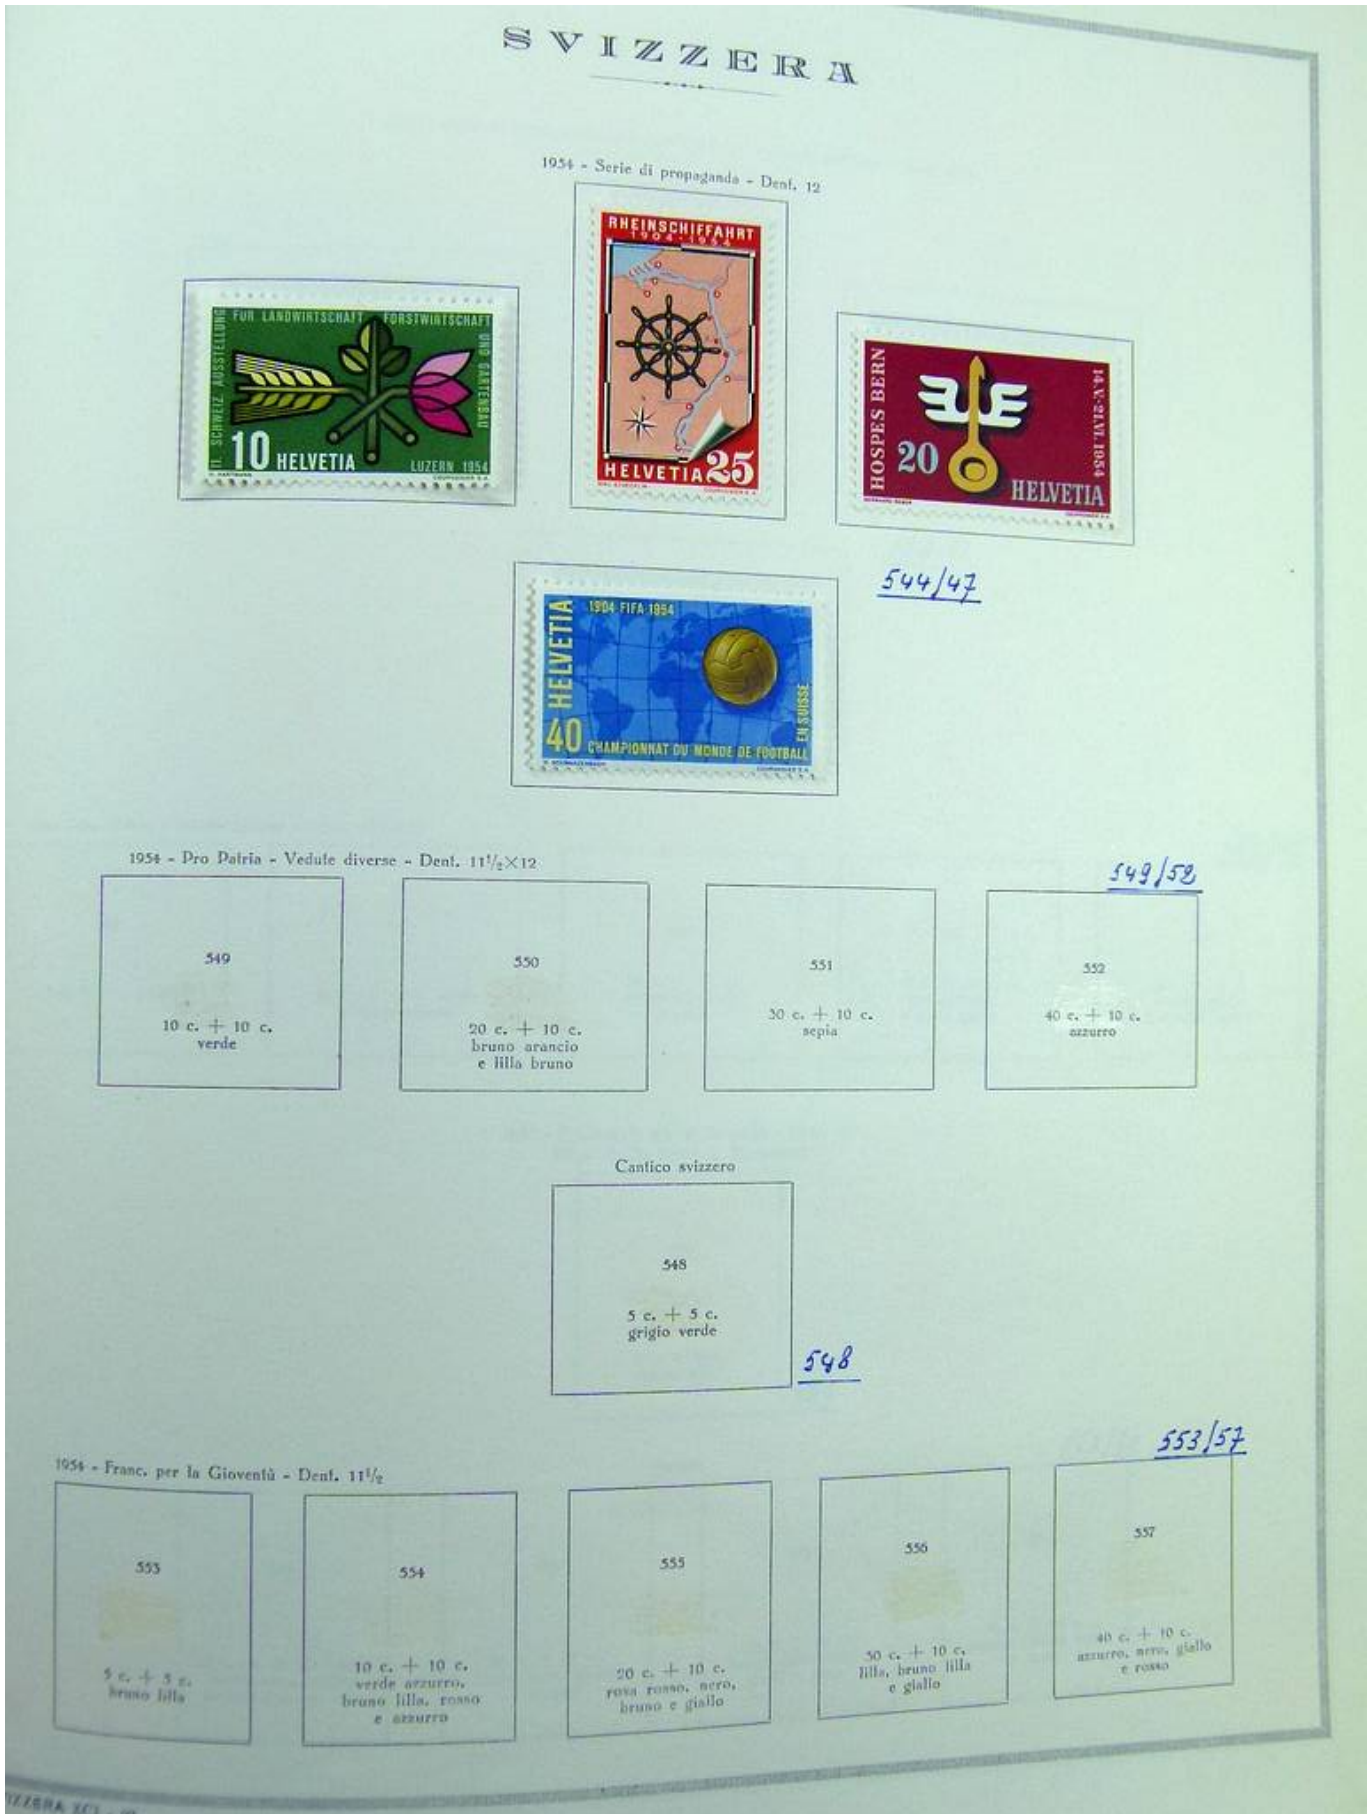 SVIZZERA
1954 - Serie di propaganda - Dent. 12
II. SCHWEIZ. AUSSTELLUNG
FÜR LANDWIRTSCHAFT FORSTWIRTSCHAFT
UND GARTENBAU
10 HELVETIA
LUZERN 1954
COURVOISIER S.A.
RHEINSCHIFFAHRT
1904-1954
HELVETIA 25
COURVOISIER S.A.
HOSPES BERN
14.V.-21.VI.1954
20
HELVETIA
COURVOISIER S.A.
544/47
HELVETIA
1904 FIFA 1954
EN SUISSE
40 CHAMPIONNAT DU MONDE DE FOOTBALL
COURVOISIER S.A.
1954 - Pro Patria - Vedute diverse - Dent. 11½×12
549/52
549
10 c. + 10 c.
verde
550
20 c. + 10 c.
bruno arancio
e lilla bruno
551
30 c. + 10 c.
sepia
552
40 c. + 10 c.
azzurro
Cantico svizzero
548
5 c. + 5 c.
grigio verde
548
553/57
1954 - Franc. per la Gioventù - Dent. 11½
553
5 c. + 5 c.
bruno lilla
554
10 c. + 10 c.
verde azzurro,
bruno lilla, rosso
e azzurro
555
20 c. + 10 c.
rosa rosso, nero,
bruno e giallo
556
30 c. + 10 c.
lilla, bruno lilla
e giallo
557
40 c. + 10 c.
azzurro, nero, giallo
e rosso